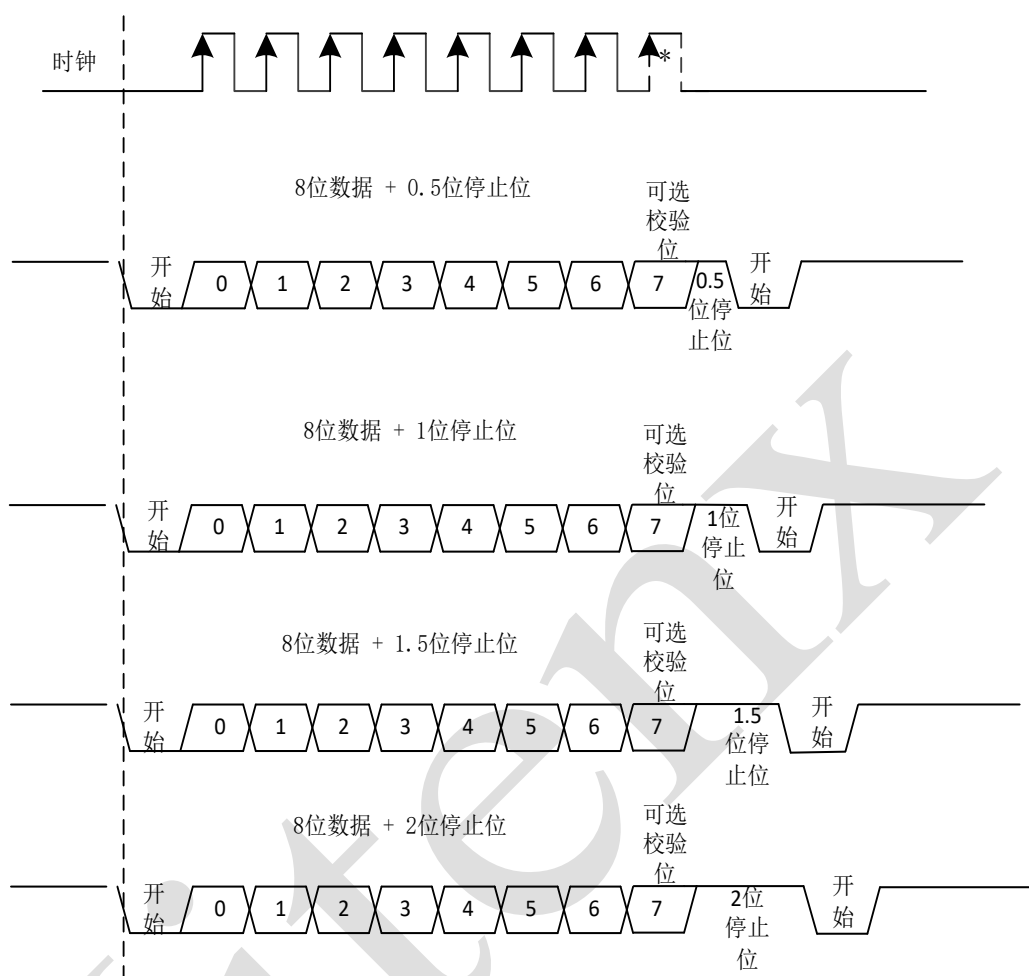 时钟
*
8位数据 + 0.5位停止位
可选
校验
位
开
始
0 1 2 3 4 5 6 7
0.5
位停
止位
开
始
8位数据 + 1位停止位
可选
校验
位
开
始
0 1 2 3 4 5 6 7
1位
停止
位
开
始
8位数据 + 1.5位停止位
可选
校验
位
开
始
0 1 2 3 4 5 6 7
1.5
位停
止位
开
始
8位数据 + 2位停止位
可选
校验
位
开
始
0 1 2 3 4 5 6 7
2位
停止
位
开
始